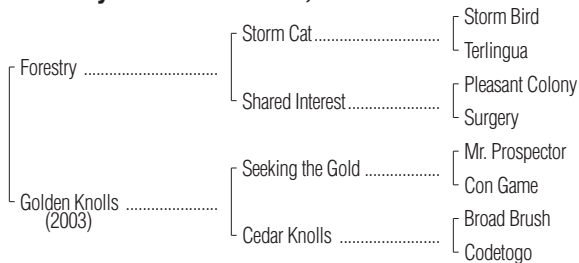 Storm Bird
Storm Cat
Terlingua
Forestry
Pleasant Colony
Shared Interest
Surgery
Mr. Prospector
Seeking the Gold
Con Game
Golden Knolls
(2003)
Broad Brush
Cedar Knolls
Codetogo